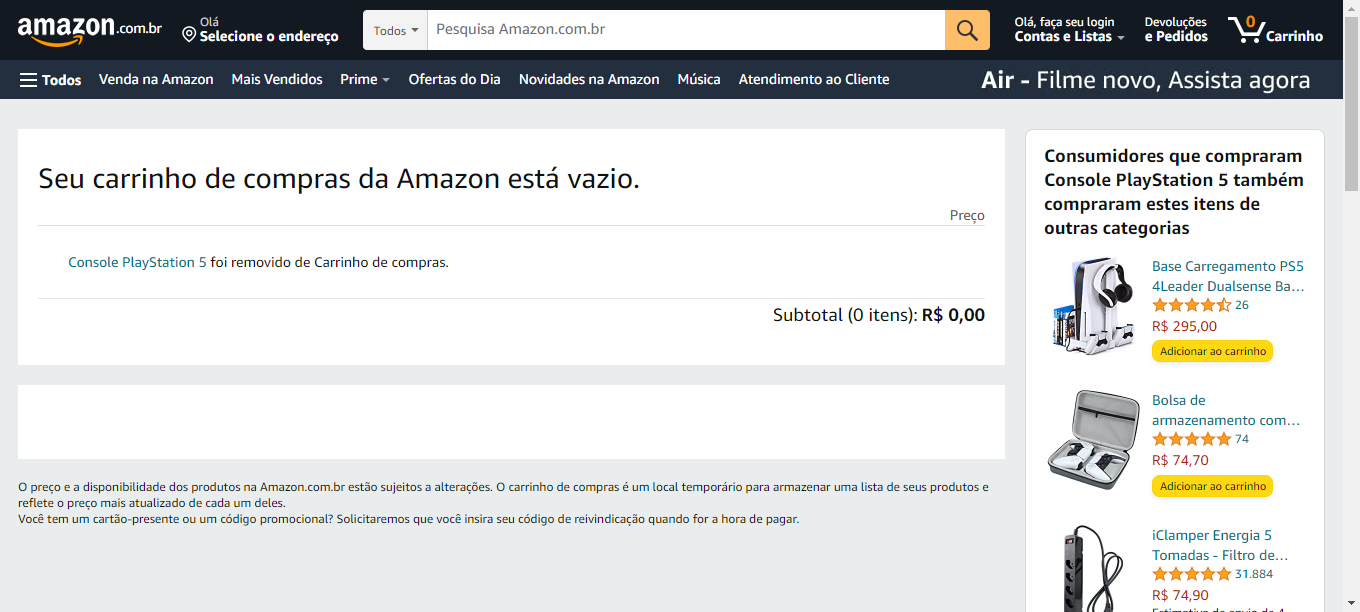 amazon.com.br
Olá
Selecione o endereço
Todos
Pesquisa Amazon.com.br
Olá, faça seu login
Contas e Listas
Devoluções
e Pedidos
0
Carrinho
Todos
Venda na Amazon
Mais Vendidos
Prime
Ofertas do Dia
Novidades na Amazon
Música
Atendimento ao Cliente
Air - Filme novo, Assista agora
Seu carrinho de compras da Amazon está vazio.
Preço
Console PlayStation 5 foi removido de Carrinho de compras.
Subtotal (0 itens): R$ 0,00
O preço e a disponibilidade dos produtos na Amazon.com.br estão sujeitos a alterações. O carrinho de compras é um local temporário para armazenar uma lista de seus produtos e
reflete o preço mais atualizado de cada um deles.
Você tem um cartão-presente ou um código promocional? Solicitaremos que você insira seu código de reivindicação quando for a hora de pagar.
Consumidores que compraram
Console PlayStation 5 também
compraram estes itens de
outras categorias
Base Carregamento PS5
4Leader Dualsense Ba…
26
R$ 295,00
Adicionar ao carrinho
Bolsa de
armazenamento com…
74
R$ 74,70
Adicionar ao carrinho
iClamper Energia 5
Tomadas - Filtro de…
31.884
R$ 74,90
Estimativa de envio de 4